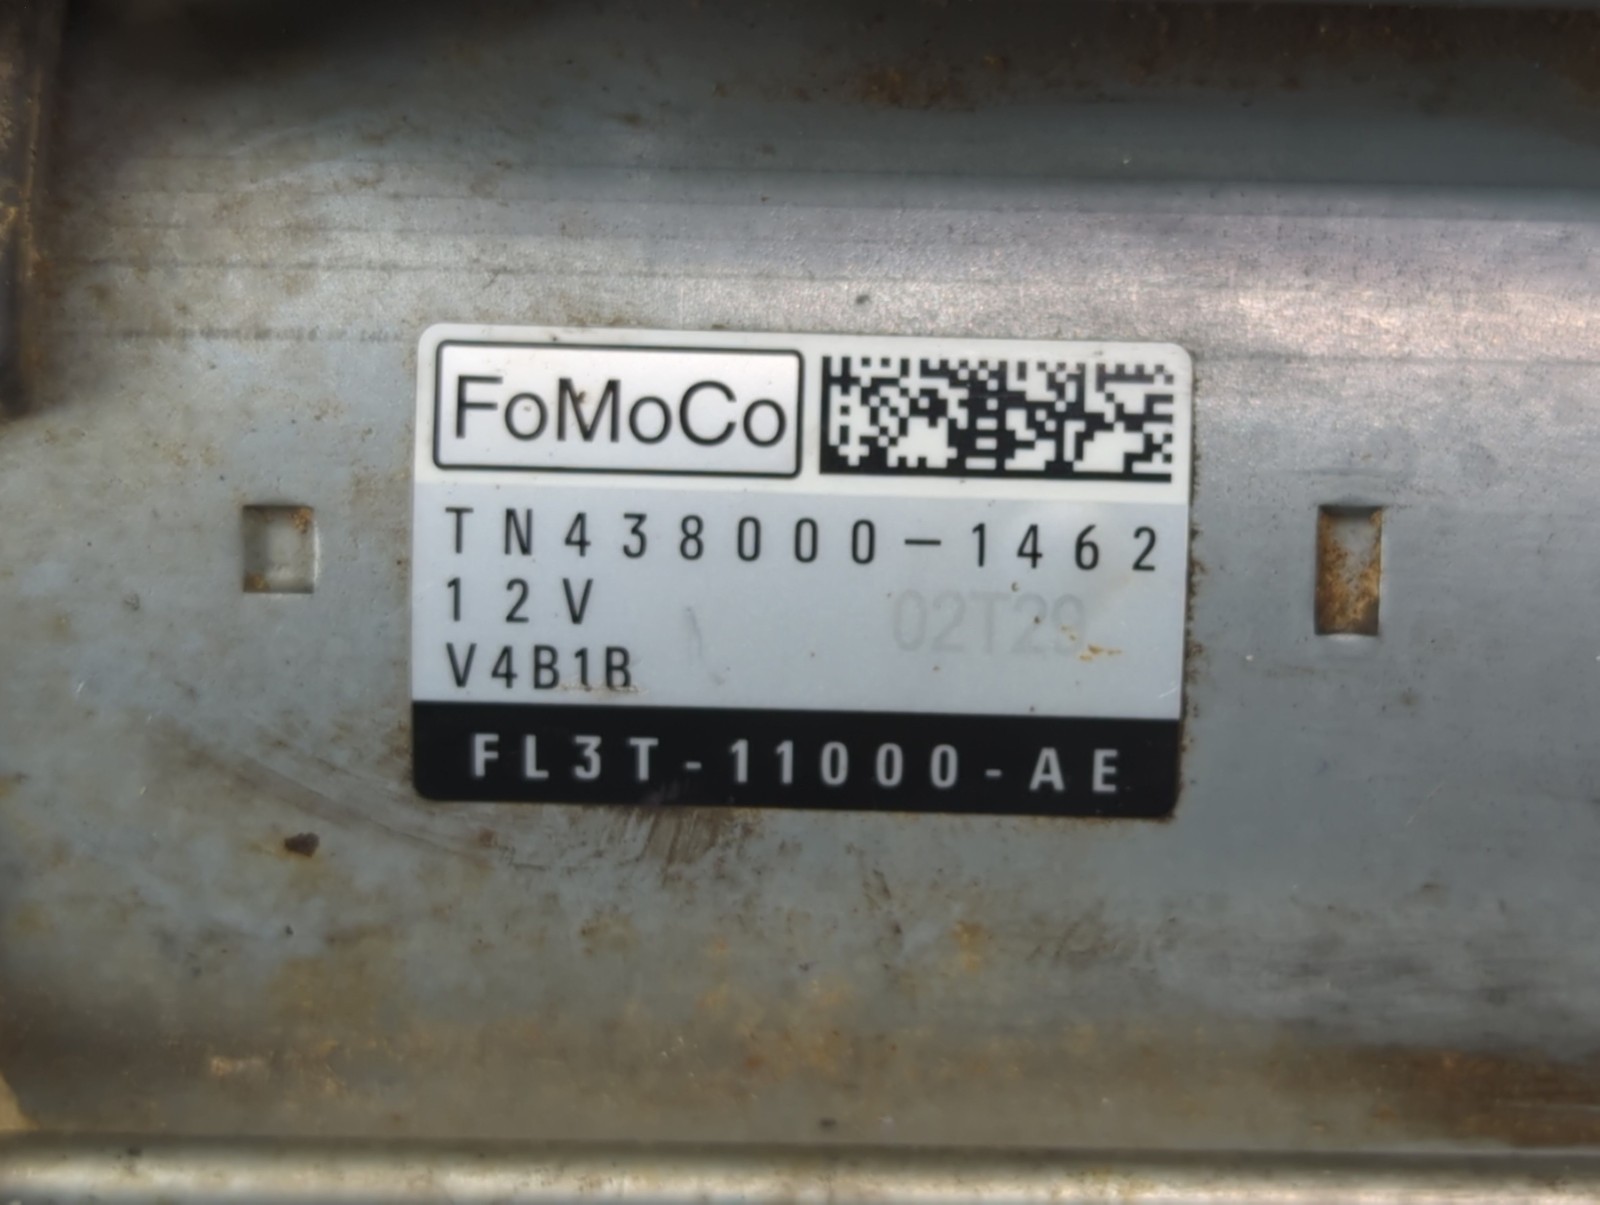 FoMoCo
TN438000-1462
12V
02T29
V4B1B
FL3T-11000-AE